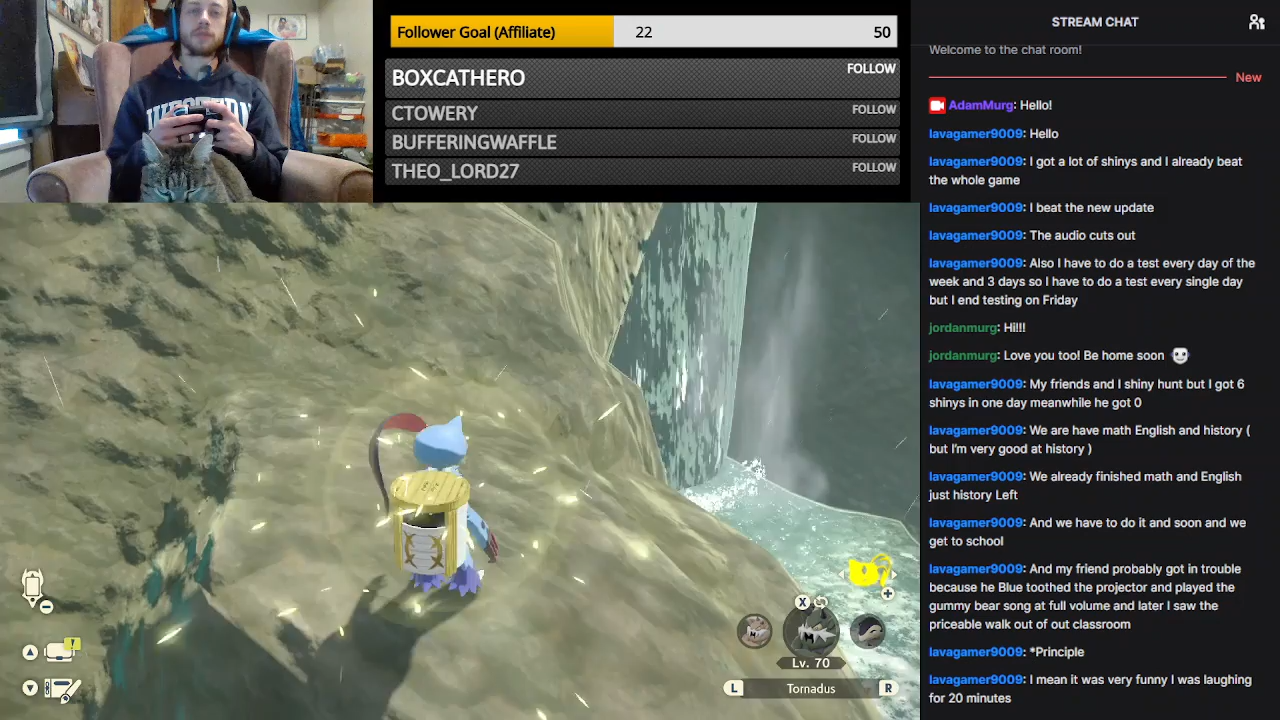 Follower Goal (Affiliate) 22 50
BOXCATHERO FOLLOW
CTOWERY FOLLOW
BUFFERINGWAFFLE FOLLOW
THEO_LORD27 FOLLOW
STREAM CHAT
Welcome to the chat room!
New
AdamMurg: Hello!
lavagamer9009: Hello
lavagamer9009: I got a lot of shinys and I already beat
the whole game
lavagamer9009: I beat the new update
lavagamer9009: The audio cuts out
lavagamer9009: Also I have to do a test every day of the
week and 3 days so I have to do a test every single day
but I end testing on Friday
jordanmurg: Hi!!!
jordanmurg: Love you too! Be home soon
lavagamer9009: My friends and I shiny hunt but I got 6
shinys in one day meanwhile he got 0
lavagamer9009: We are have math English and history (
but I'm very good at history )
lavagamer9009: We already finished math and English
just history Left
lavagamer9009: And we have to do it and soon and we
get to school
lavagamer9009: And my friend probably got in trouble
because he Blue toothed the projector and played the
gummy bear song at full volume and later I saw the
priceable walk out of out classroom
lavagamer9009: *Principle
lavagamer9009: I mean it was very funny I was laughing
for 20 minutes
X
Lv. 70
L Tornadus R